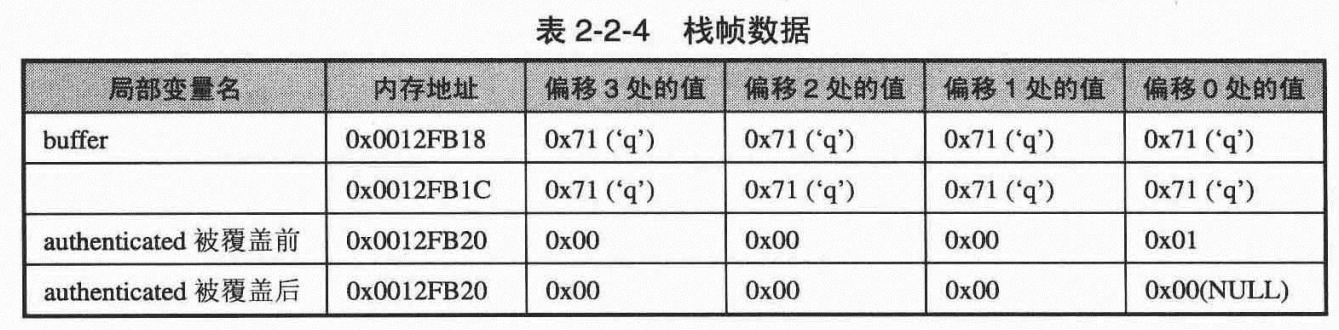 表 2-2-4 栈帧数据
局部变量名 内存地址 偏移 3 处的值 偏移 2 处的值 偏移 1 处的值 偏移 0 处的值
buffer 0x0012FB18 0x71 (‘q’) 0x71 (‘q’) 0x71 (‘q’) 0x71 (‘q’)
0x0012FB1C 0x71 (‘q’) 0x71 (‘q’) 0x71 (‘q’) 0x71 (‘q’)
authenticated 被覆盖前 0x0012FB20 0x00 0x00 0x00 0x01
authenticated 被覆盖后 0x0012FB20 0x00 0x00 0x00 0x00(NULL)